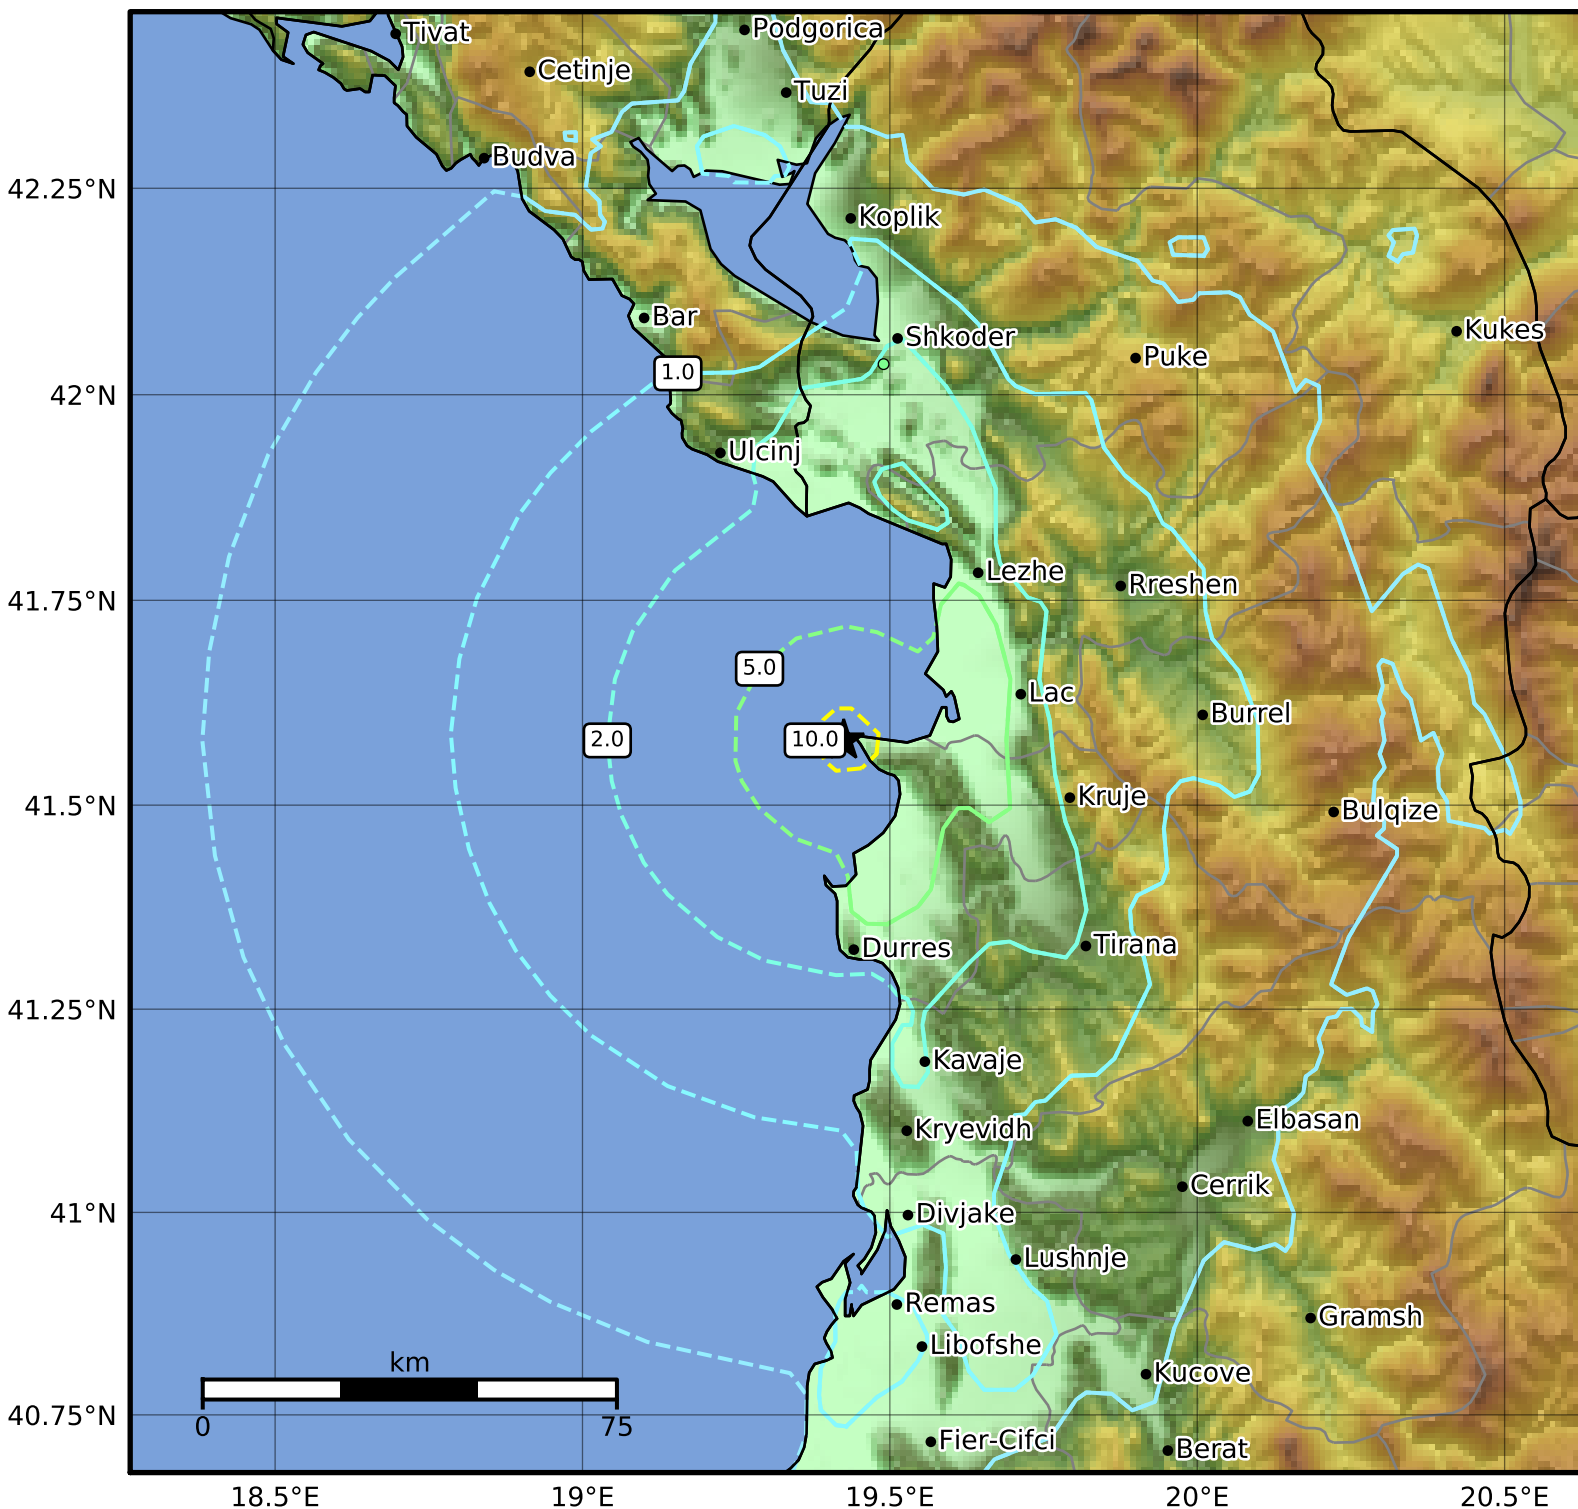 Tivat
Podgorica
Cetinje
Tuzi
Budva
42.25°N
Koplik
Bar
Shkoder
Kukes
Puke
1.0
42°N
Ulcinj
Lezhe
Rreshen
41.75°N
5.0
Lac
Burrel
2.0
10.0
Kruje
41.5°N
Bulqize
Durres
Tirana
41.25°N
Kavaje
Elbasan
Kryevidh
Cerrik
41°N
Divjake
Lushnje
Remas
Gramsh
Libofshe
km
Kucove
0
75
40.75°N
Fier-Cifci
Berat
18.5°E
19°E
19.5°E
20°E
20.5°E